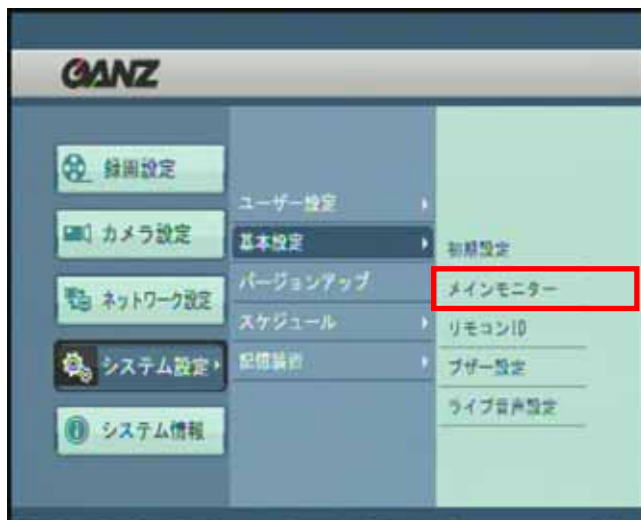 GANZ
録画設定
カメラ設定
ネットワーク設定
システム設定
システム情報
ユーザー設定
基本設定
バージョンアップ
スケジュール
記憶装置
初期設定
メインモニター
リモコンID
ブザー設定
ライブ音声設定